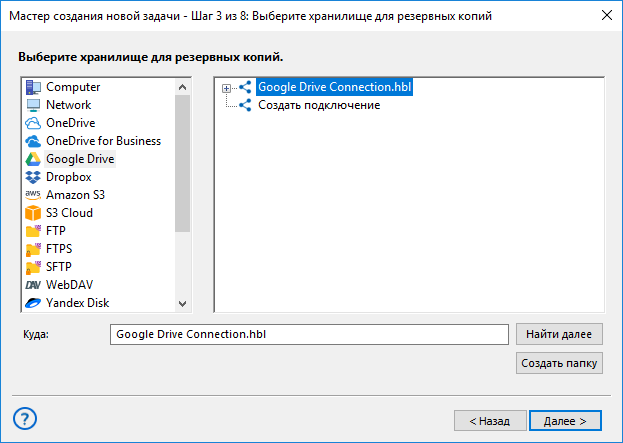 Мастер создания новой задачи - Шаг 3 из 8: Выберите хранилище для резервных копий
Выберите хранилище для резервных копий.
Computer
Network
OneDrive
OneDrive for Business
Google Drive
Dropbox
aws Amazon S3
S3 Cloud
FTP
FTPS
SFTP
DAV WebDAV
Yandex Disk
Google Drive Connection.hbl
Создать подключение
Куда: Google Drive Connection.hbl Найти далее
Создать папку
? < Назад Далее >